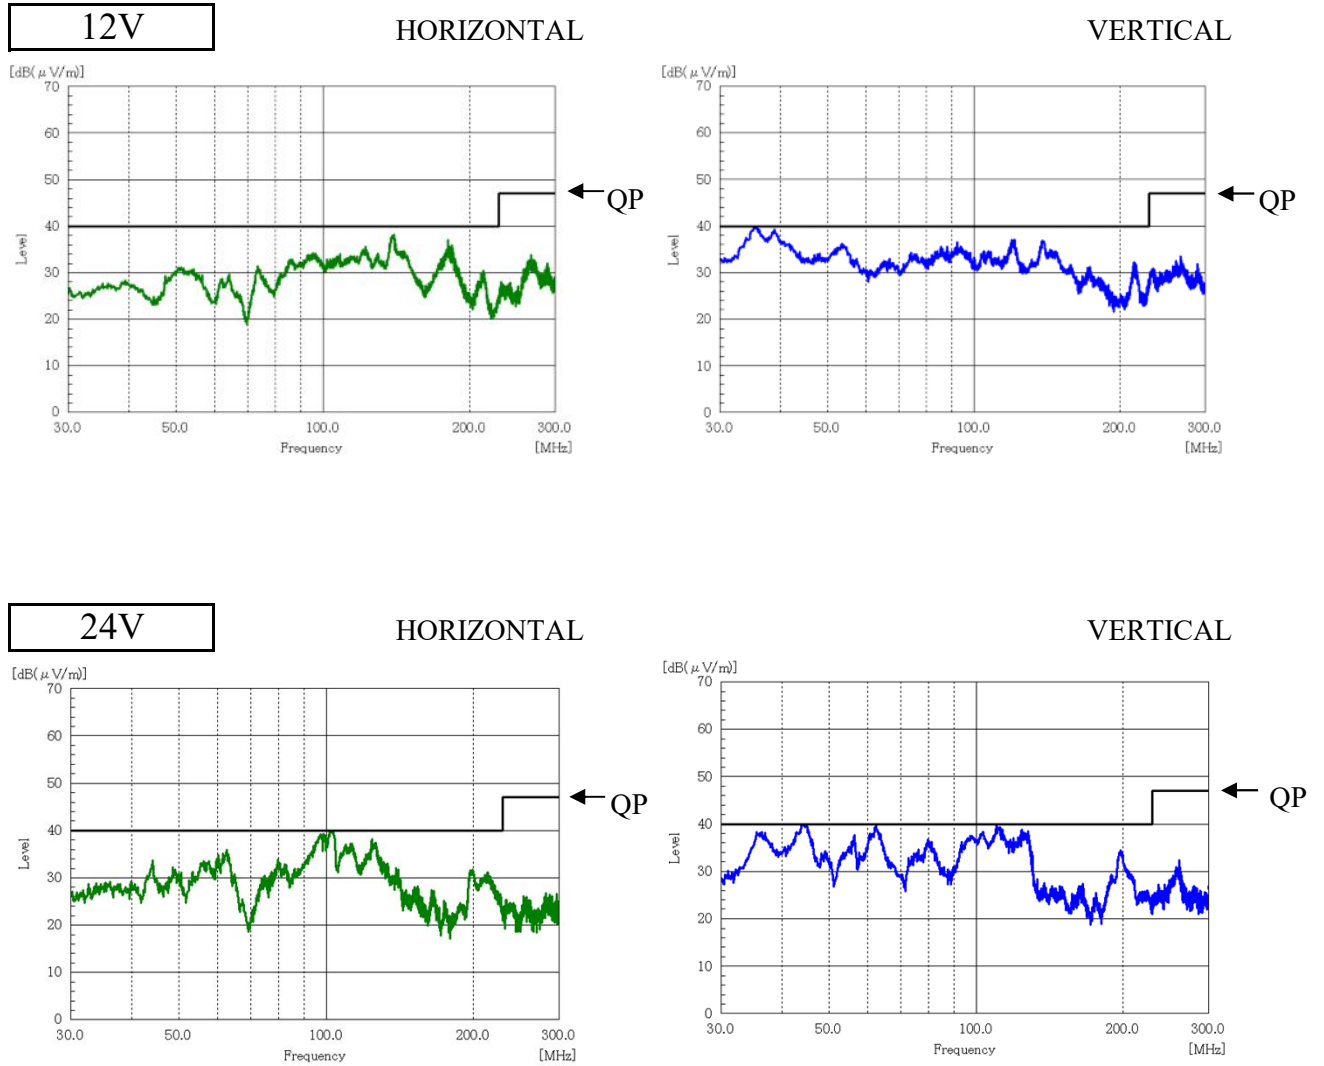 12V
HORIZONTAL
VERTICAL
[dB(μV/m)]
70
60
50
40
30
20
10
0
Level
QP
30.0
50.0
100.0
200.0
300.0
Frequency
[MHz]
[dB(μV/m)]
70
60
50
40
30
20
10
0
Level
QP
30.0
50.0
100.0
200.0
300.0
Frequency
[MHz]
24V
HORIZONTAL
VERTICAL
[dB(μV/m)]
70
60
50
40
30
20
10
0
Level
QP
30.0
50.0
100.0
200.0
300.0
Frequency
[MHz]
[dB(μV/m)]
70
60
50
40
30
20
10
0
Level
QP
30.0
50.0
100.0
200.0
300.0
Frequency
[MHz]